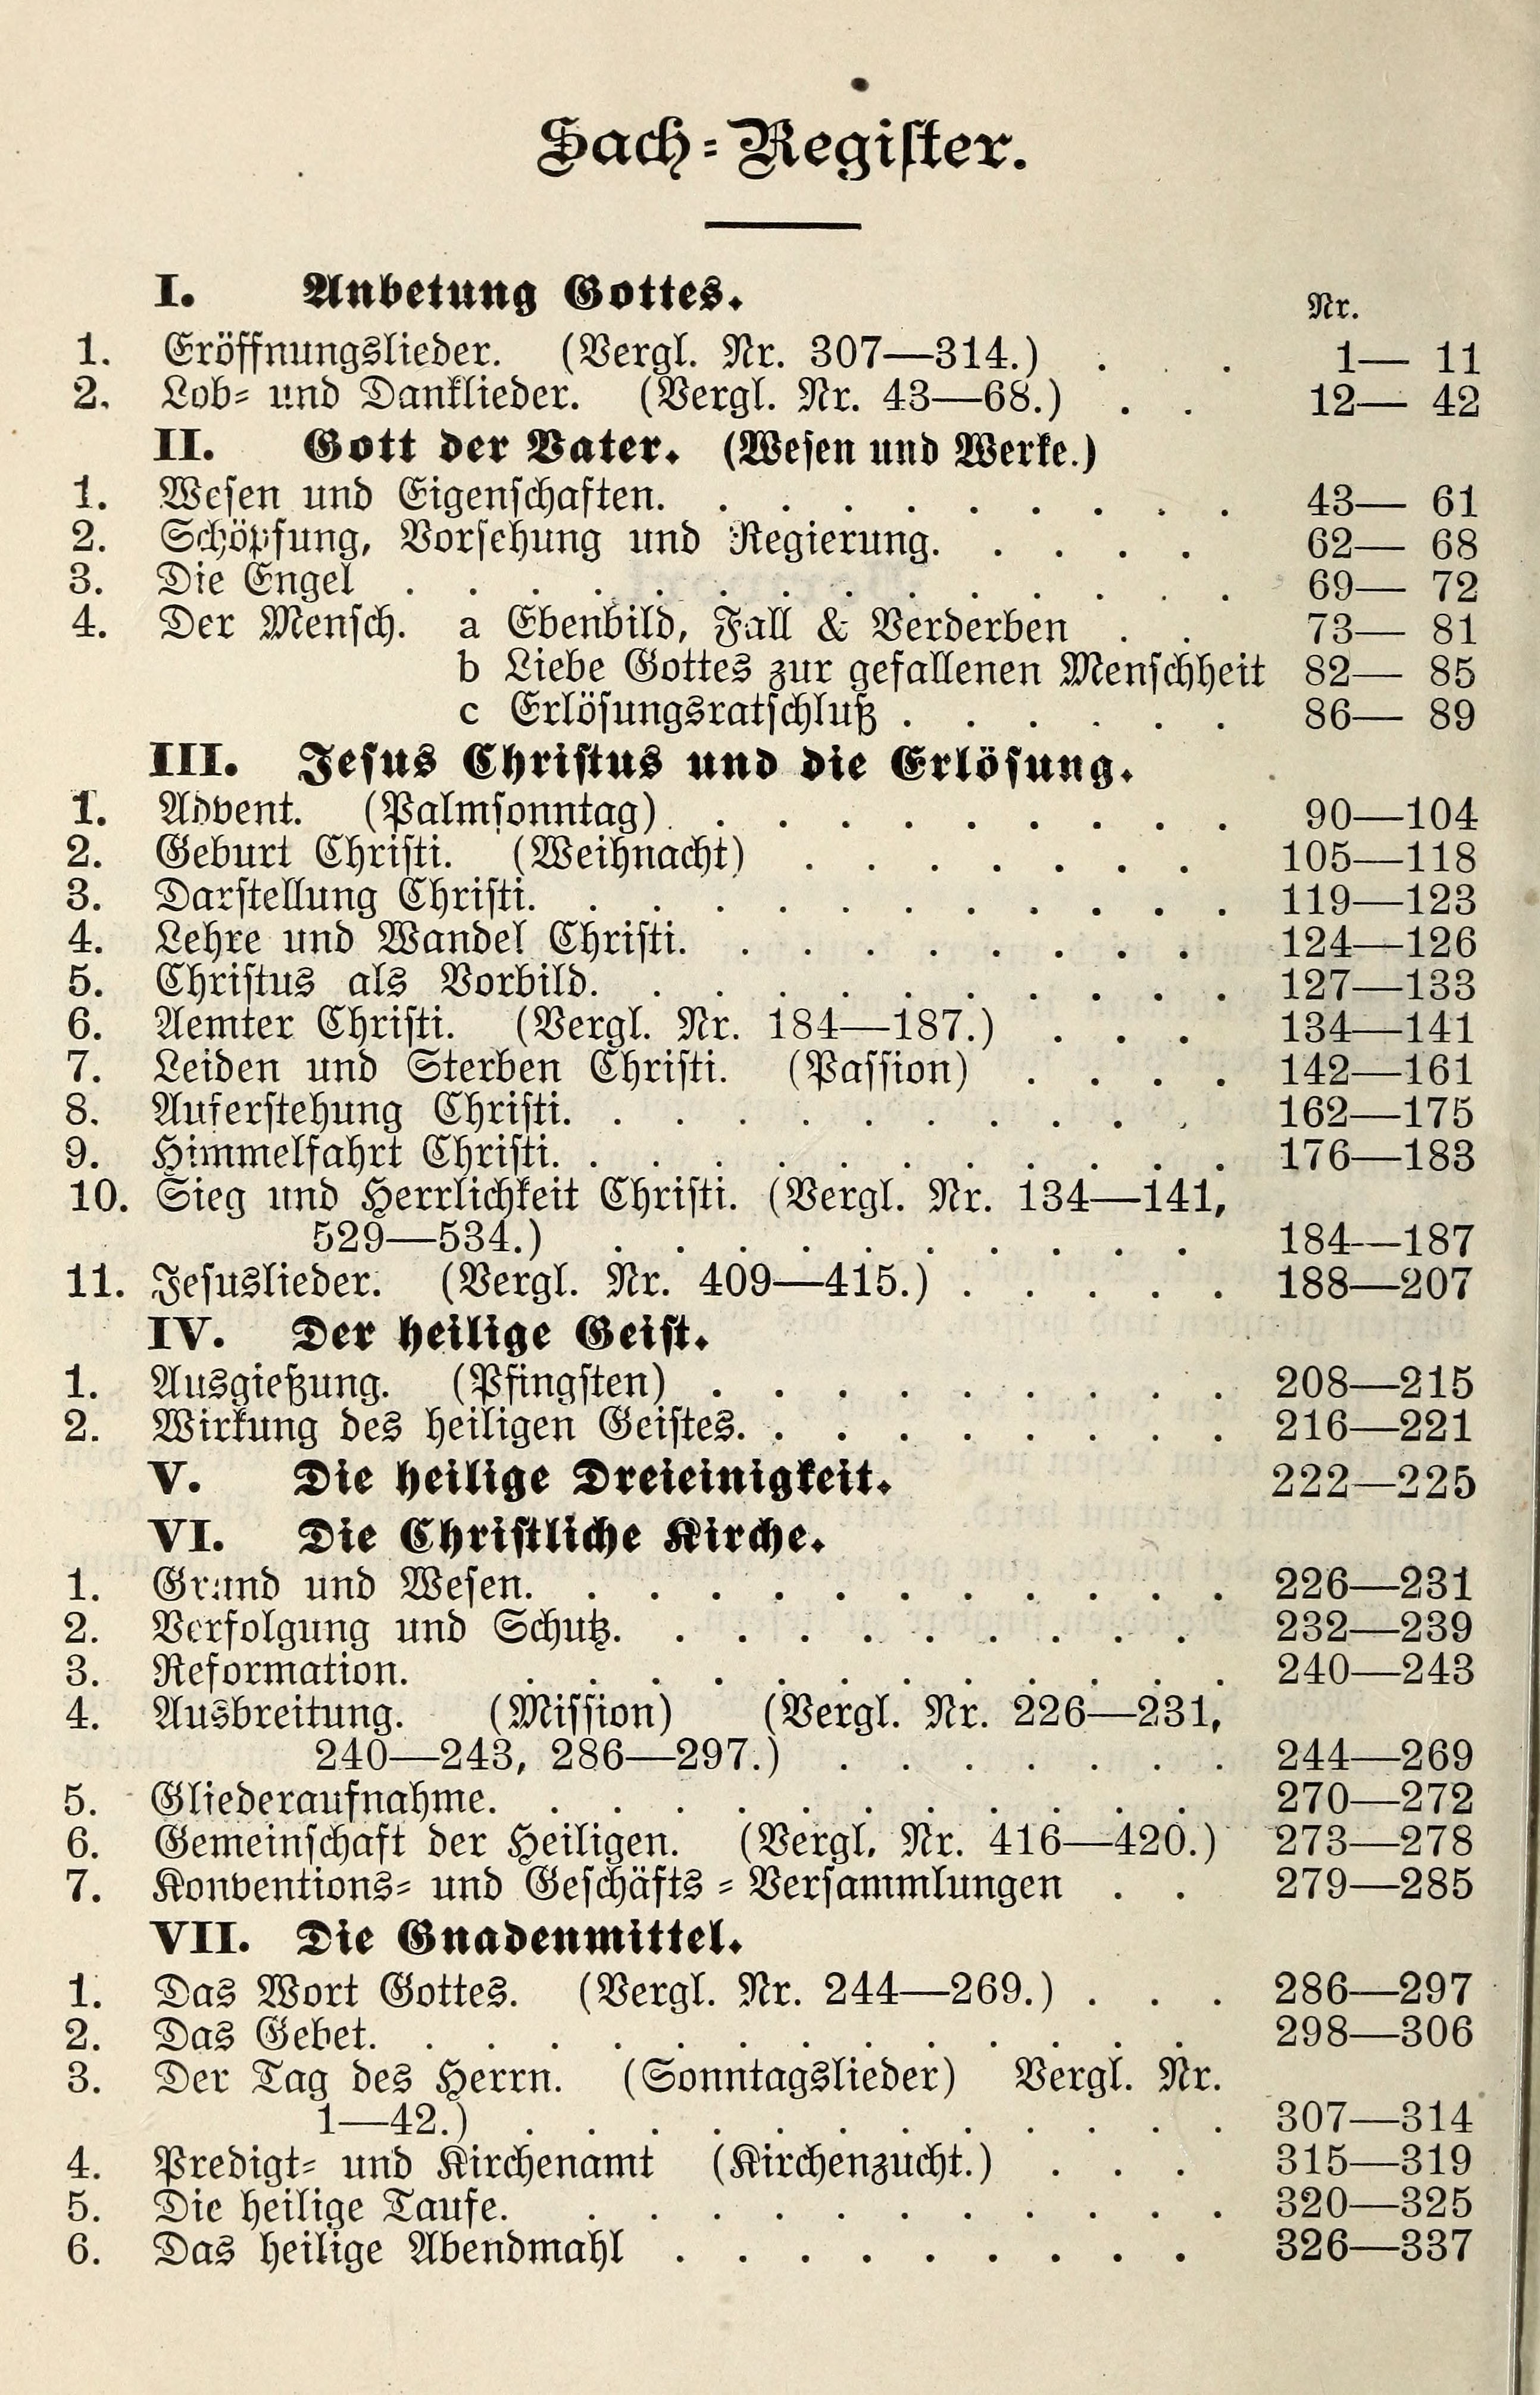 Sach-Register.
I. Anbetung Gottes.
Nr.
1. Eröffnungslieder. (Vergl. Nr. 307—314.) . . . 1— 11
2. Lob- und Danklieder. (Vergl. Nr. 43—68.) . . 12— 42
II. Gott der Vater. (Wesen und Werke.)
1. Wesen und Eigenschaften. . . . . . . . . . 43— 61
2. Schöpfung, Vorsehung und Regierung. . . . . 62— 68
3. Die Engel . . . . . . . . . . . . . . 69— 72
4. Der Mensch. a Ebenbild, Fall & Verderben . . 73— 81
b Liebe Gottes zur gefallenen Menschheit 82— 85
c Erlösungsratschluß . . . . . . 86— 89
III. Jesus Christus und die Erlösung.
1. Advent. (Palmsonntag) . . . . . . . . . . 90—104
2. Geburt Christi. (Weihnacht) . . . . . . . 105—118
3. Darstellung Christi. . . . . . . . . . . . 119—123
4. Lehre und Wandel Christi. . . . . . . . . 124—126
5. Christus als Vorbild. . . . . . . . . . . 127—133
6. Aemter Christi. (Vergl. Nr. 184—187.) . . . 134—141
7. Leiden und Sterben Christi. (Passion) . . . . 142—161
8. Auferstehung Christi. . . . . . . . . . . 162—175
9. Himmelfahrt Christi. . . . . . . . . . . . 176—183
10. Sieg und Herrlichkeit Christi. (Vergl. Nr. 134—141,
529—534.) . . . . . . . . . . 184—187
11. Jesuslieder. (Vergl. Nr. 409—415.) . . . . . 188—207
IV. Der heilige Geist.
1. Ausgießung. (Pfingsten) . . . . . . . . . 208—215
2. Wirkung des heiligen Geistes. . . . . . . . . 216—221
V. Die heilige Dreieinigkeit. 222—225
VI. Die Christliche Kirche.
1. Grund und Wesen. . . . . . . . . . . . 226—231
2. Verfolgung und Schutz. . . . . . . . . . 232—239
3. Reformation. . . . . . . . . . . . . 240—243
4. Ausbreitung. (Mission) (Vergl. Nr. 226—231,
240—243, 286—297.) . . . . . . . 244—269
5. Gliederaufnahme. . . . . . . . . . . . 270—272
6. Gemeinschaft der Heiligen. (Vergl. Nr. 416—420.) 273—278
7. Konventions- und Geschäfts-Versammlungen . . 279—285
VII. Die Gnadenmittel.
1. Das Wort Gottes. (Vergl. Nr. 244—269.) . . . 286—297
2. Das Gebet. . . . . . . . . . . . . . 298—306
3. Der Tag des Herrn. (Sonntagslieder) Vergl. Nr.
1—42.) . . . . . . . . . . . . 307—314
4. Predigt- und Kirchenamt (Kirchenzucht.) . . . 315—319
5. Die heilige Taufe. . . . . . . . . . . . 320—325
6. Das heilige Abendmahl . . . . . . . . . 326—337